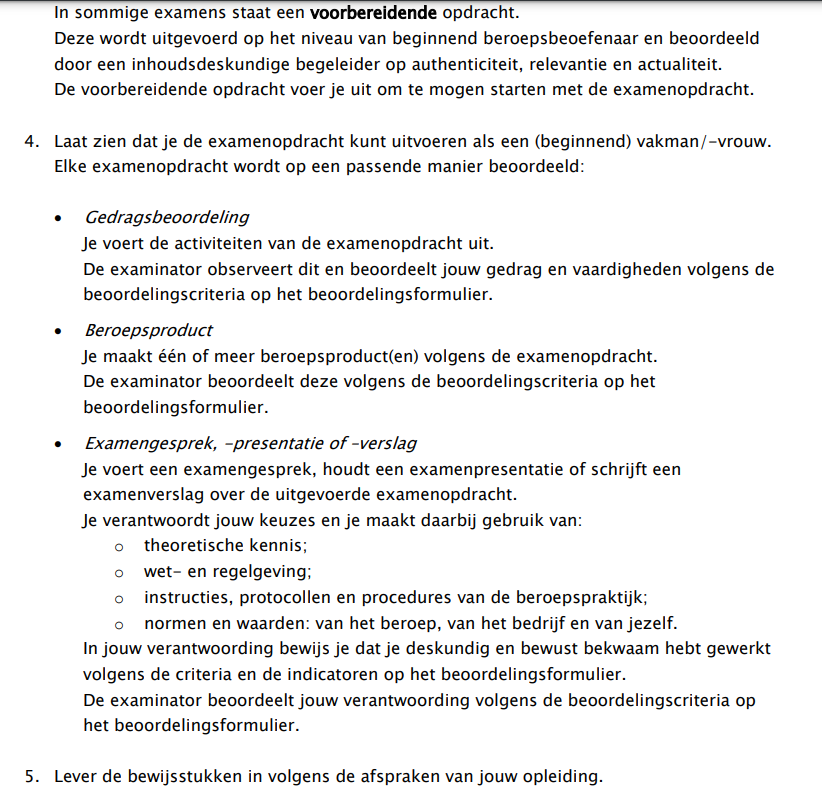 In sommige examens staat een voorbereidende opdracht.
Deze wordt uitgevoerd op het niveau van beginnend beroepsbeoefenaar en beoordeeld
door een inhoudsdeskundige begeleider op authenticiteit, relevantie en actualiteit.
De voorbereidende opdracht voer je uit om te mogen starten met de examenopdracht.
4. Laat zien dat je de examenopdracht kunt uitvoeren als een (beginnend) vakman/-vrouw.
Elke examenopdracht wordt op een passende manier beoordeeld:
• Gedragsbeoordeling
Je voert de activiteiten van de examenopdracht uit.
De examinator observeert dit en beoordeelt jouw gedrag en vaardigheden volgens de
beoordelingscriteria op het beoordelingsformulier.
• Beroepsproduct
Je maakt één of meer beroepsproduct(en) volgens de examenopdracht.
De examinator beoordeelt deze volgens de beoordelingscriteria op het
beoordelingsformulier.
• Examengesprek, -presentatie of -verslag
Je voert een examengesprek, houdt een examenpresentatie of schrijft een
examenverslag over de uitgevoerde examenopdracht.
Je verantwoordt jouw keuzes en je maakt daarbij gebruik van:
o theoretische kennis;
o wet- en regelgeving;
o instructies, protocollen en procedures van de beroepspraktijk;
o normen en waarden: van het beroep, van het bedrijf en van jezelf.
In jouw verantwoording bewijs je dat je deskundig en bewust bekwaam hebt gewerkt
volgens de criteria en de indicatoren op het beoordelingsformulier.
De examinator beoordeelt jouw verantwoording volgens de beoordelingscriteria op
het beoordelingsformulier.
5. Lever de bewijsstukken in volgens de afspraken van jouw opleiding.